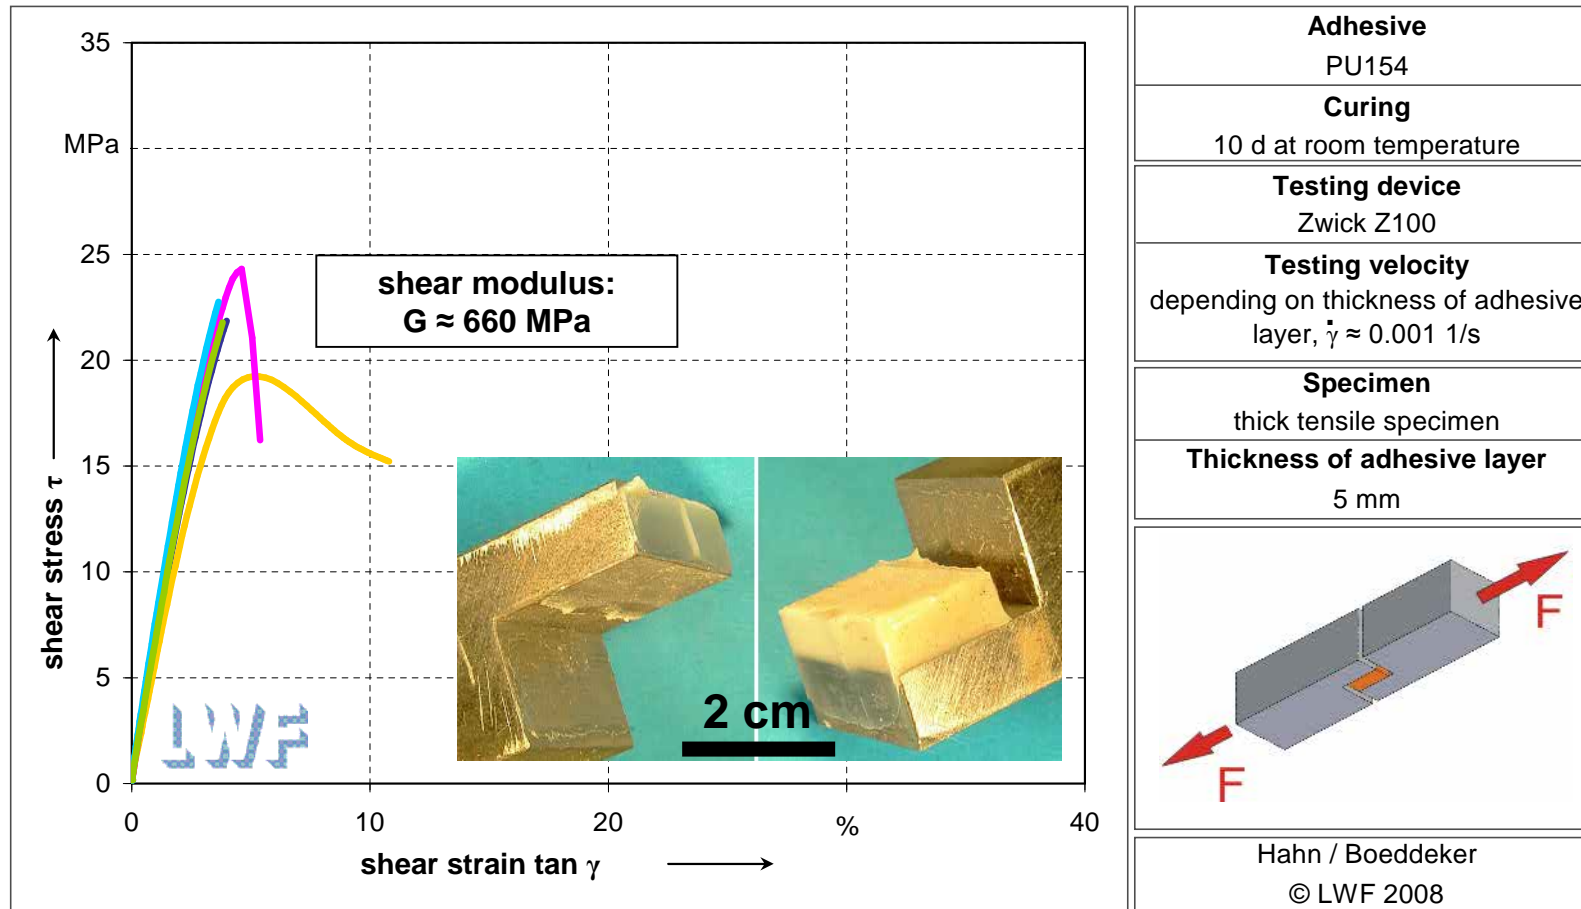 35
MPa
25
20
15
10
5
0
shear stress τ
0
10
20
%
40
shear strain tan γ
shear modulus:
G ≈ 660 MPa
LWF
2 cm
Adhesive
PU154
Curing
10 d at room temperature
Testing device
Zwick Z100
Testing velocity
depending on thickness of adhesive
layer, γ̇ ≈ 0.001 1/s
Specimen
thick tensile specimen
Thickness of adhesive layer
5 mm
F
F
Hahn / Boeddeker
© LWF 2008